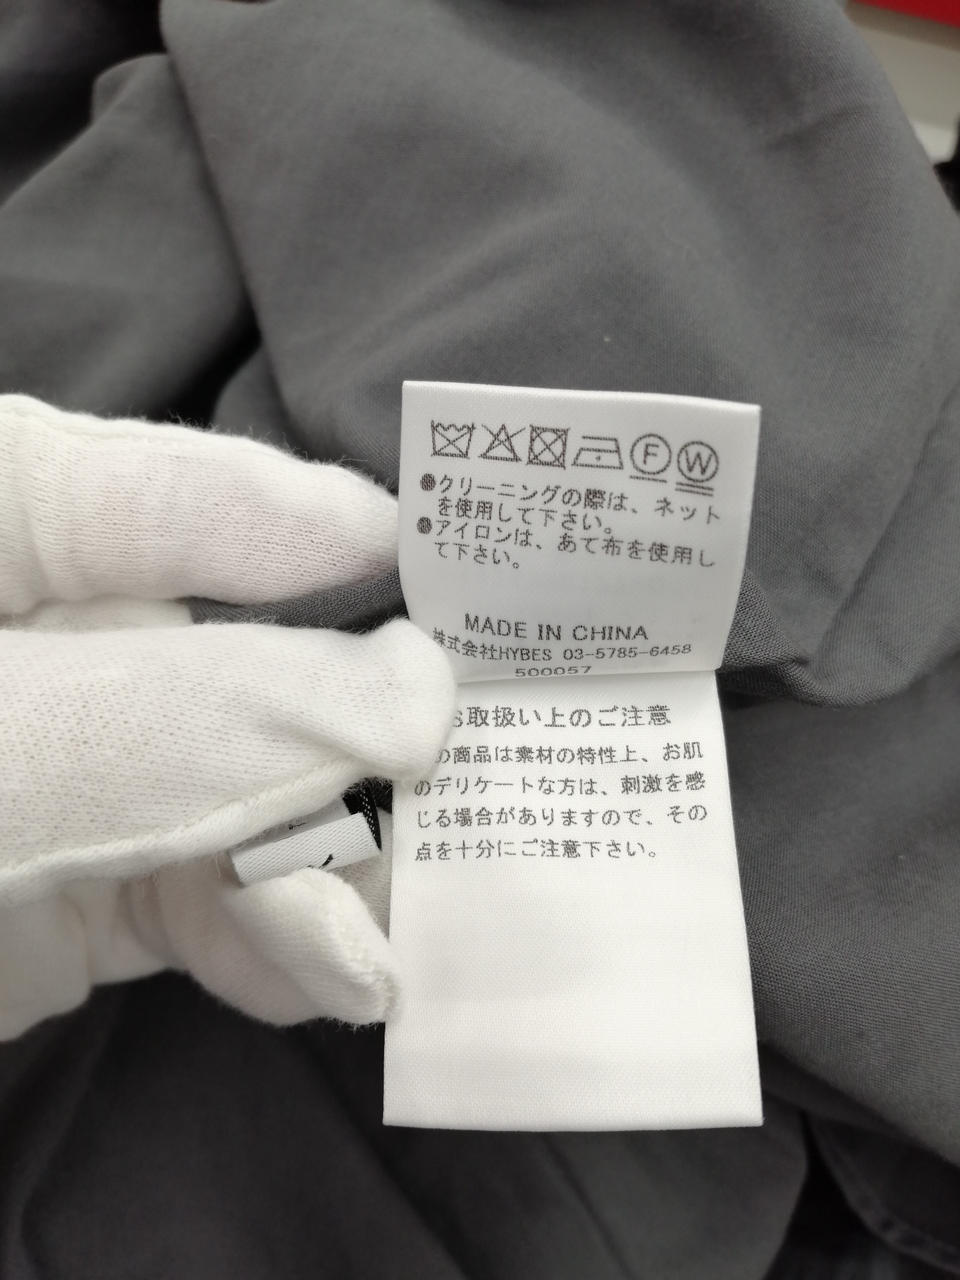 F W
●クリーニングの際は、ネット
を使用して下さい。
●アイロンは、あて布を使用し
て下さい。
MADE IN CHINA
株式会社HYBES 03-5785-6458
500057
お取扱い上のご注意
の商品は素材の特性上、お肌
のデリケートな方は、刺激を感
じる場合がありますので、その
点を十分にご注意下さい。